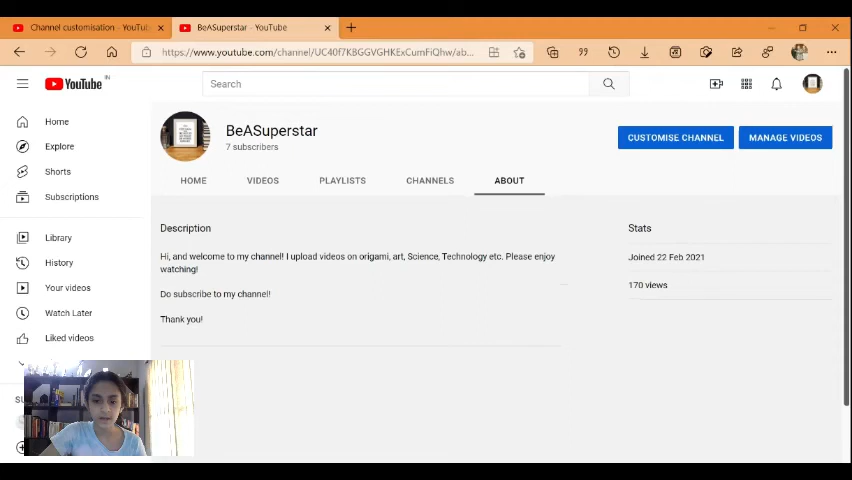 Channel customisation - YouTub
BeASuperstar - YouTube
https://www.youtube.com/channel/UC40f7KBGGVGHKExCumFiQhw/ab...
YouTube IN
Search
Home
Explore
Shorts
Subscriptions
Library
History
Your videos
Watch Later
Liked videos
BeASuperstar
7 subscribers
CUSTOMISE CHANNEL
MANAGE VIDEOS
HOME
VIDEOS
PLAYLISTS
CHANNELS
ABOUT
Description
Hi, and welcome to my channel! I upload videos on origami, art, Science, Technology etc. Please enjoy
watching!
Do subscribe to my channel!
Thank you!
Stats
Joined 22 Feb 2021
170 views